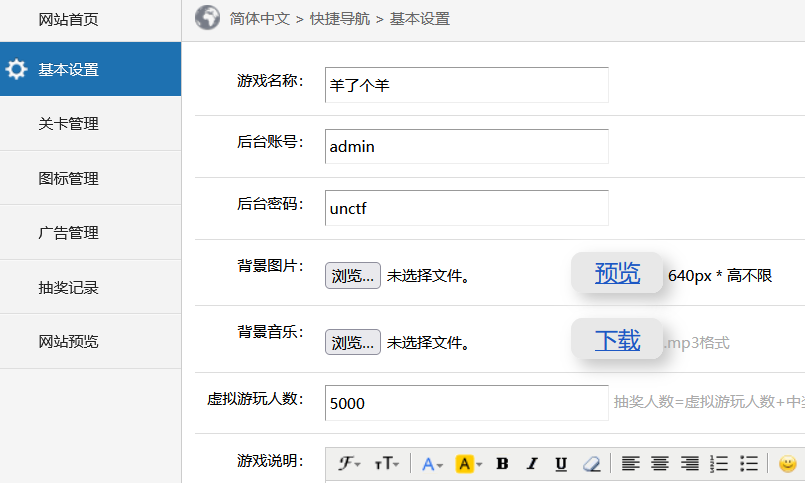 网站首页
简体中文 > 快捷导航 > 基本设置
基本设置
关卡管理
图标管理
广告管理
抽奖记录
网站预览
游戏名称： 羊了个羊
后台账号： admin
后台密码： unctf
背景图片： 浏览... 未选择文件。 预览 640px * 高不限
背景音乐： 浏览... 未选择文件。 下载 .mp3格式
虚拟游玩人数： 5000 抽奖人数=虚拟游玩人数+中奖
游戏说明： ℱ тT A A B I U